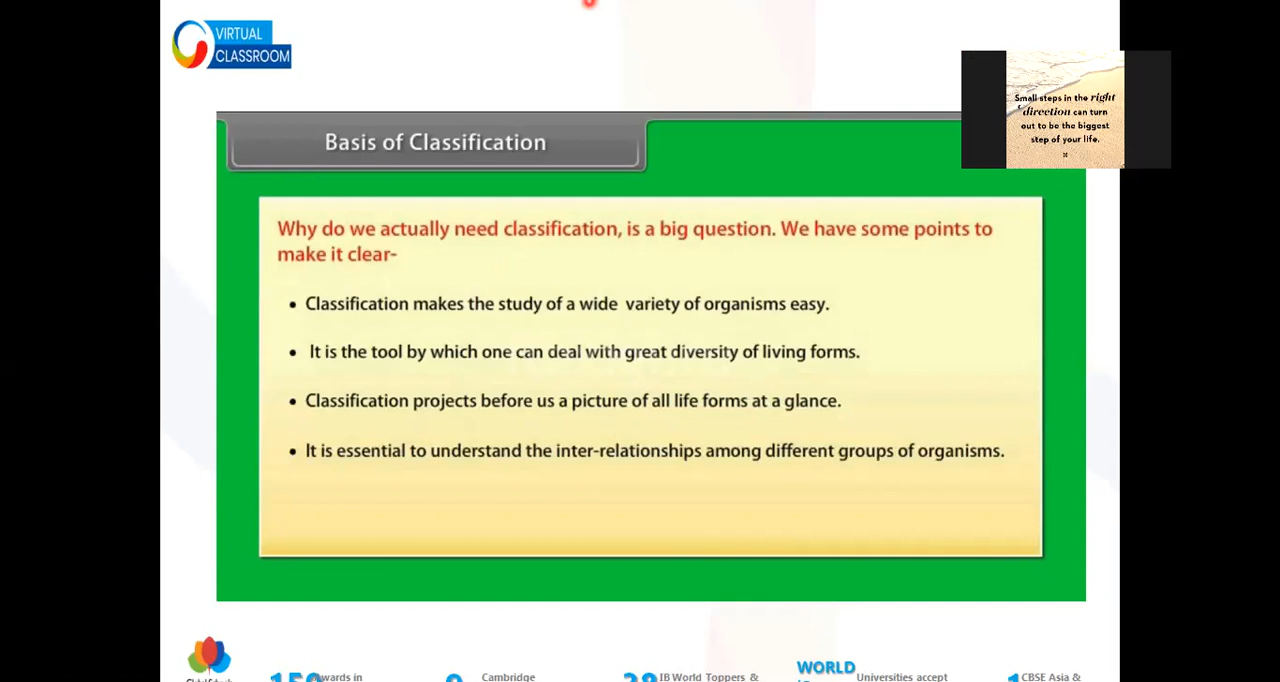 VIRTUAL
CLASSROOM
Small steps in the right
direction can turn
out to be the biggest
step of your life.
Basis of Classification
Why do we actually need classification, is a big question. We have some points to
make it clear-
• Classification makes the study of a wide variety of organisms easy.
• It is the tool by which one can deal with great diversity of living forms.
• Classification projects before us a picture of all life forms at a glance.
• It is essential to understand the inter-relationships among different groups of organisms.
Awards in
Cambridge
IB World Toppers &
WORLD
Universities accept
CBSE Asia &